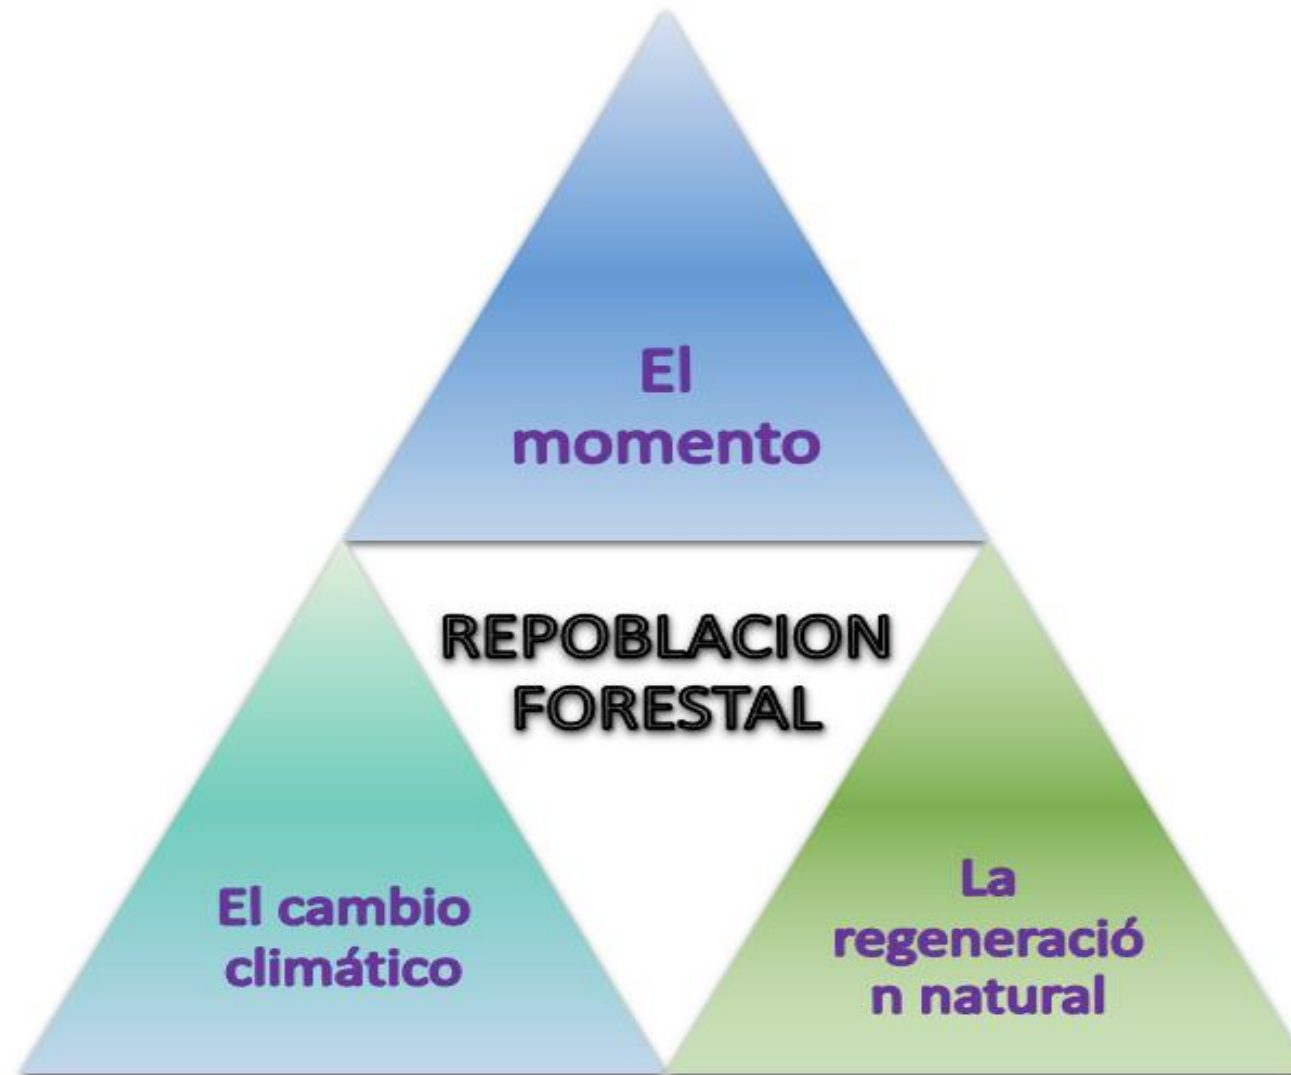 El
momento
REPOBLACION
FORESTAL
El cambio
climático
La
regeneració
n natural